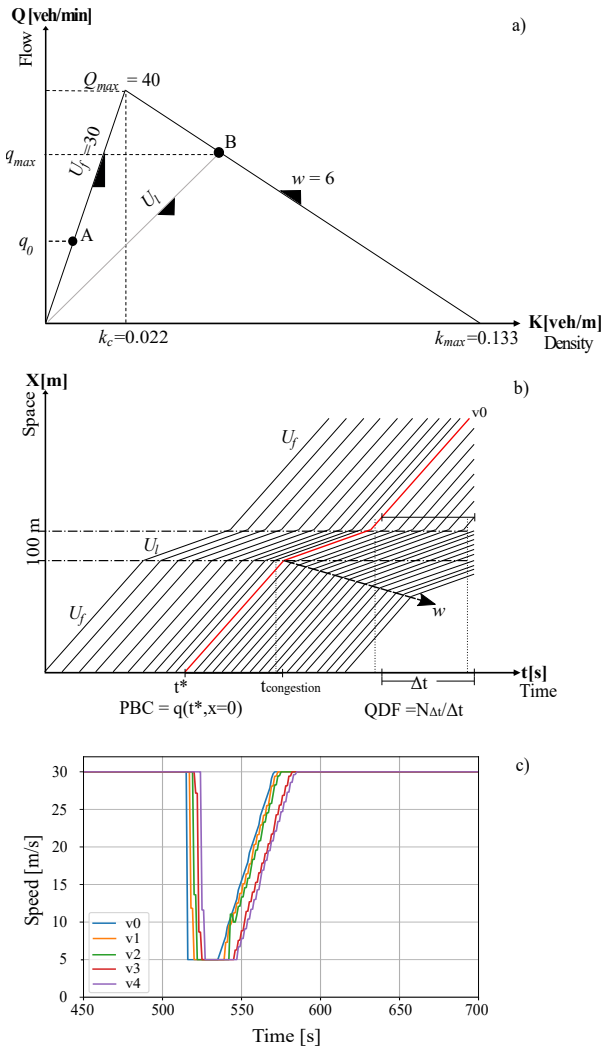 Q [veh/min]
a)
Flow
Q_max = 40
U_f=30
q_max
B
w = 6
U_l
q_0
A
K[veh/m]
k_c=0.022
k_max=0.133
Density
X[m]
b)
Space
v0
U_f
100 m
U_l
U_f
w
t*
t_congestion
Δt
t[s]
Time
PBC = q(t*,x=0)
QDF =N_Δt/Δt
c)
30
25
20
15
10
5
0
Speed [m/s]
v0
v1
v2
v3
v4
450
500
550
600
650
700
Time [s]